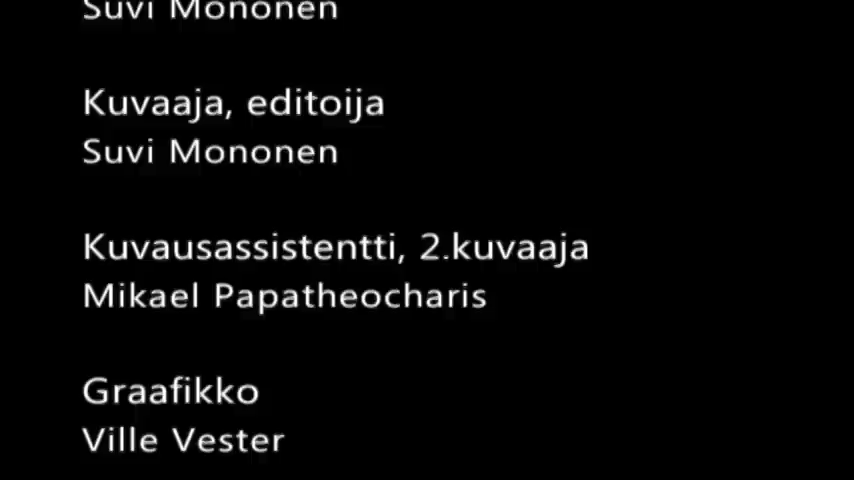 Suvi Mononen
Kuvaaja, editoija
Suvi Mononen
Kuvausassistentti, 2.kuvaaja
Mikael Papatheocharis
Graafikko
Ville Vester